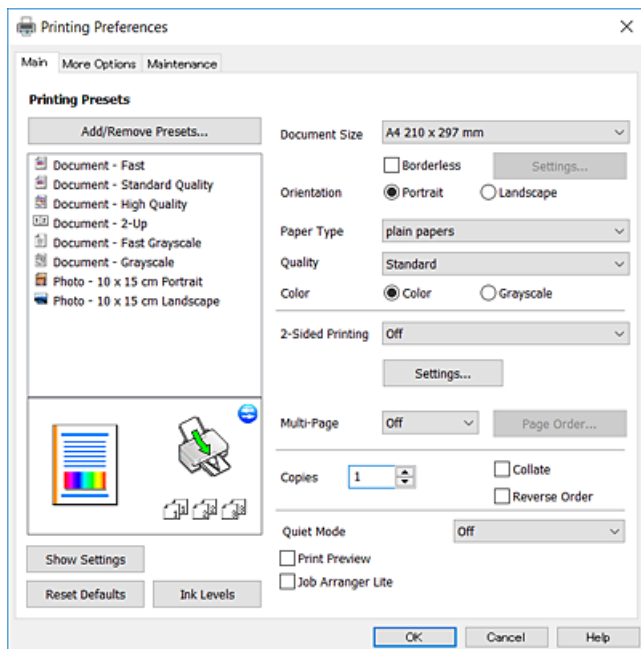 Printing Preferences
Main
More Options
Maintenance
Printing Presets
Add/Remove Presets...
Document - Fast
Document - Standard Quality
Document - High Quality
Document - 2-Up
Document - Fast Grayscale
Document - Grayscale
Photo - 10 x 15 cm Portrait
Photo - 10 x 15 cm Landscape
Show Settings
Reset Defaults
Ink Levels
Document Size
A4 210 x 297 mm
Borderless
Settings...
Orientation
Portrait
Landscape
Paper Type
plain papers
Quality
Standard
Color
Color
Grayscale
2-Sided Printing
Off
Settings...
Multi-Page
Off
Page Order...
Copies
1
Collate
Reverse Order
Quiet Mode
Off
Print Preview
Job Arranger Lite
OK
Cancel
Help